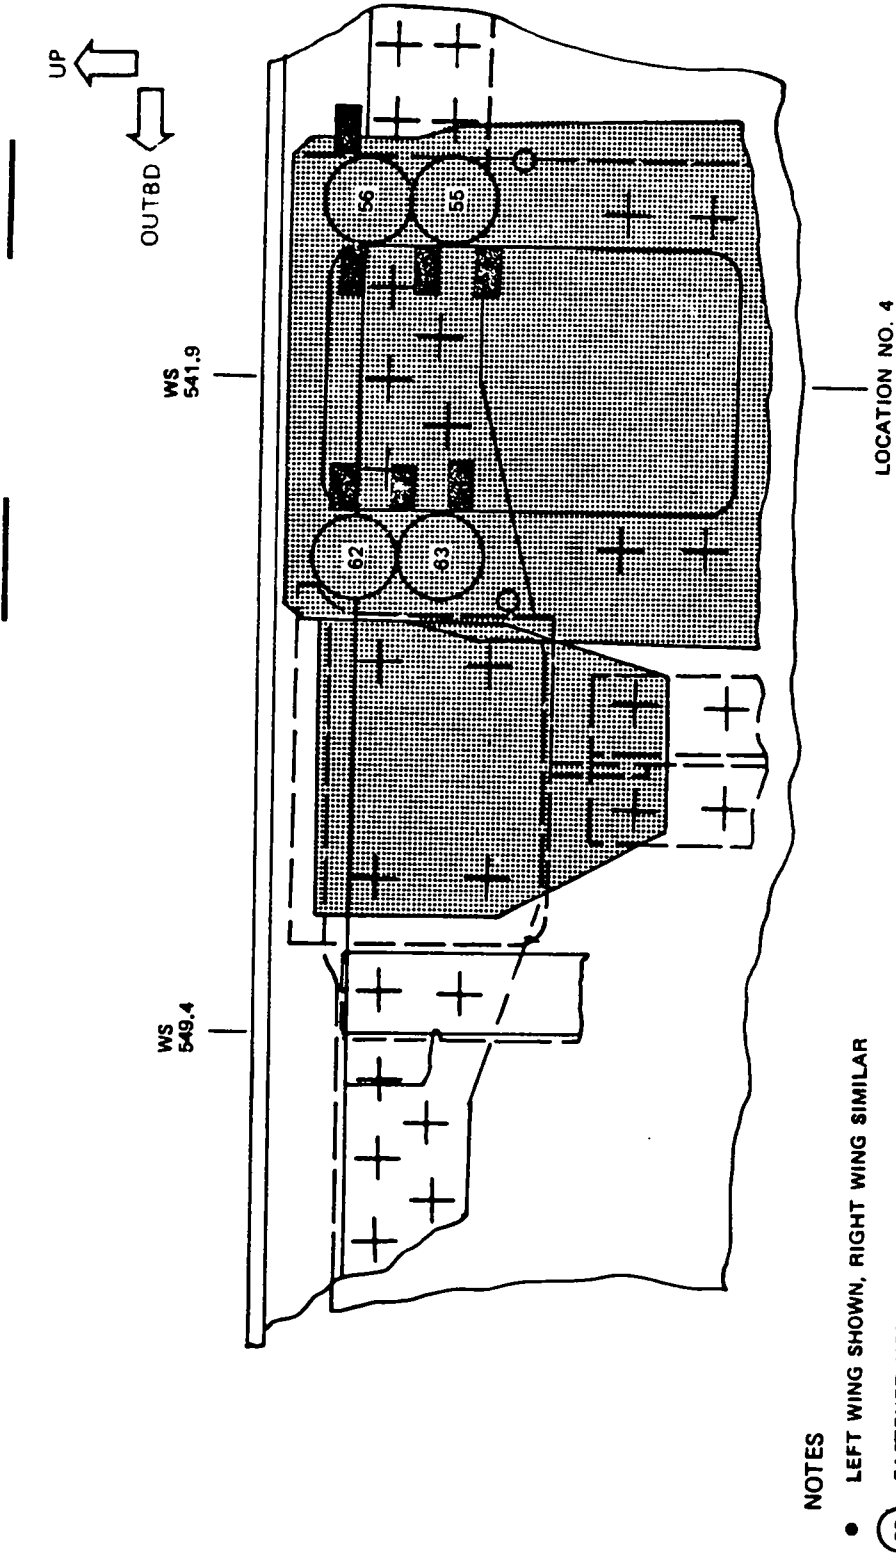 UP
OUTBD
WS
541.9
WS
549.4
56
55
62
63
LOCATION NO. 4
NOTES
• LEFT WING SHOWN, RIGHT WING SIMILAR